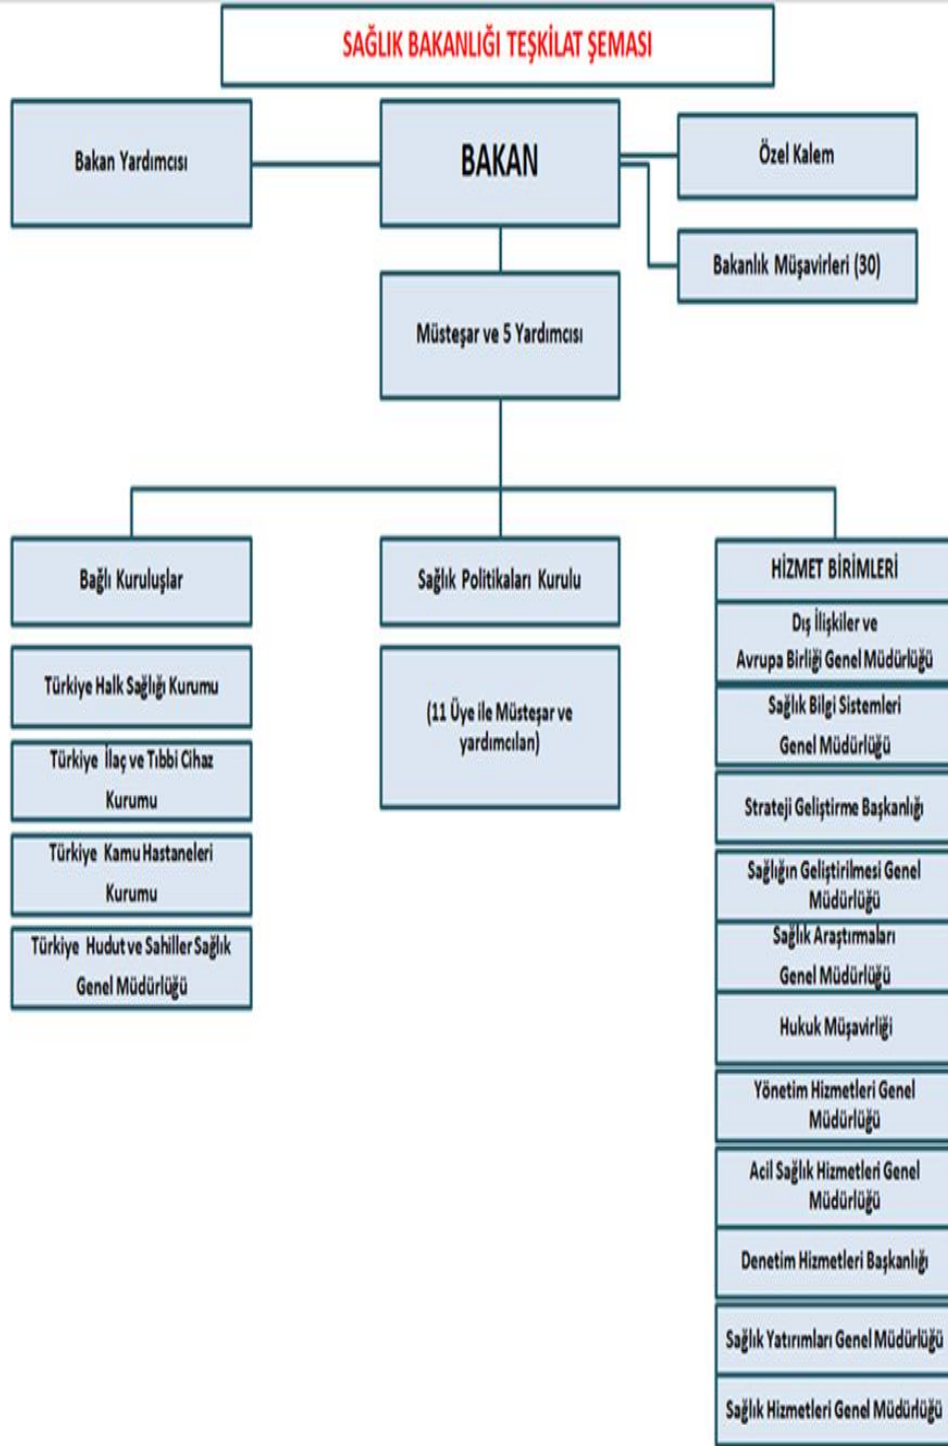 SAĞLIK BAKANLIĞI TEŞKİLAT ŞEMASI
Bakan Yardımcısı
BAKAN
Özel Kalem
Bakanlık Müşavirleri (30)
Müsteşar ve 5 Yardımcısı
Bağlı Kuruluşlar
Türkiye Halk Sağlığı Kurumu
Türkiye İlaç ve Tıbbi Cihaz
Kurumu
Türkiye Kamu Hastaneleri
Kurumu
Türkiye Hudut ve Sahiller Sağlık
Genel Müdürlüğü
Sağlık Politikaları Kurulu
(11 Üye ile Müsteşar ve
yardımcıları)
HİZMET BİRİMLERİ
Dış İlişkiler ve
Avrupa Birliği Genel Müdürlüğü
Sağlık Bilgi Sistemleri
Genel Müdürlüğü
Strateji Geliştirme Başkanlığı
Sağlığın Geliştirilmesi Genel
Müdürlüğü
Sağlık Araştırmaları
Genel Müdürlüğü
Hukuk Müşavirliği
Yönetim Hizmetleri Genel
Müdürlüğü
Acil Sağlık Hizmetleri Genel
Müdürlüğü
Denetim Hizmetleri Başkanlığı
Sağlık Yatırımları Genel Müdürlüğü
Sağlık Hizmetleri Genel Müdürlüğü